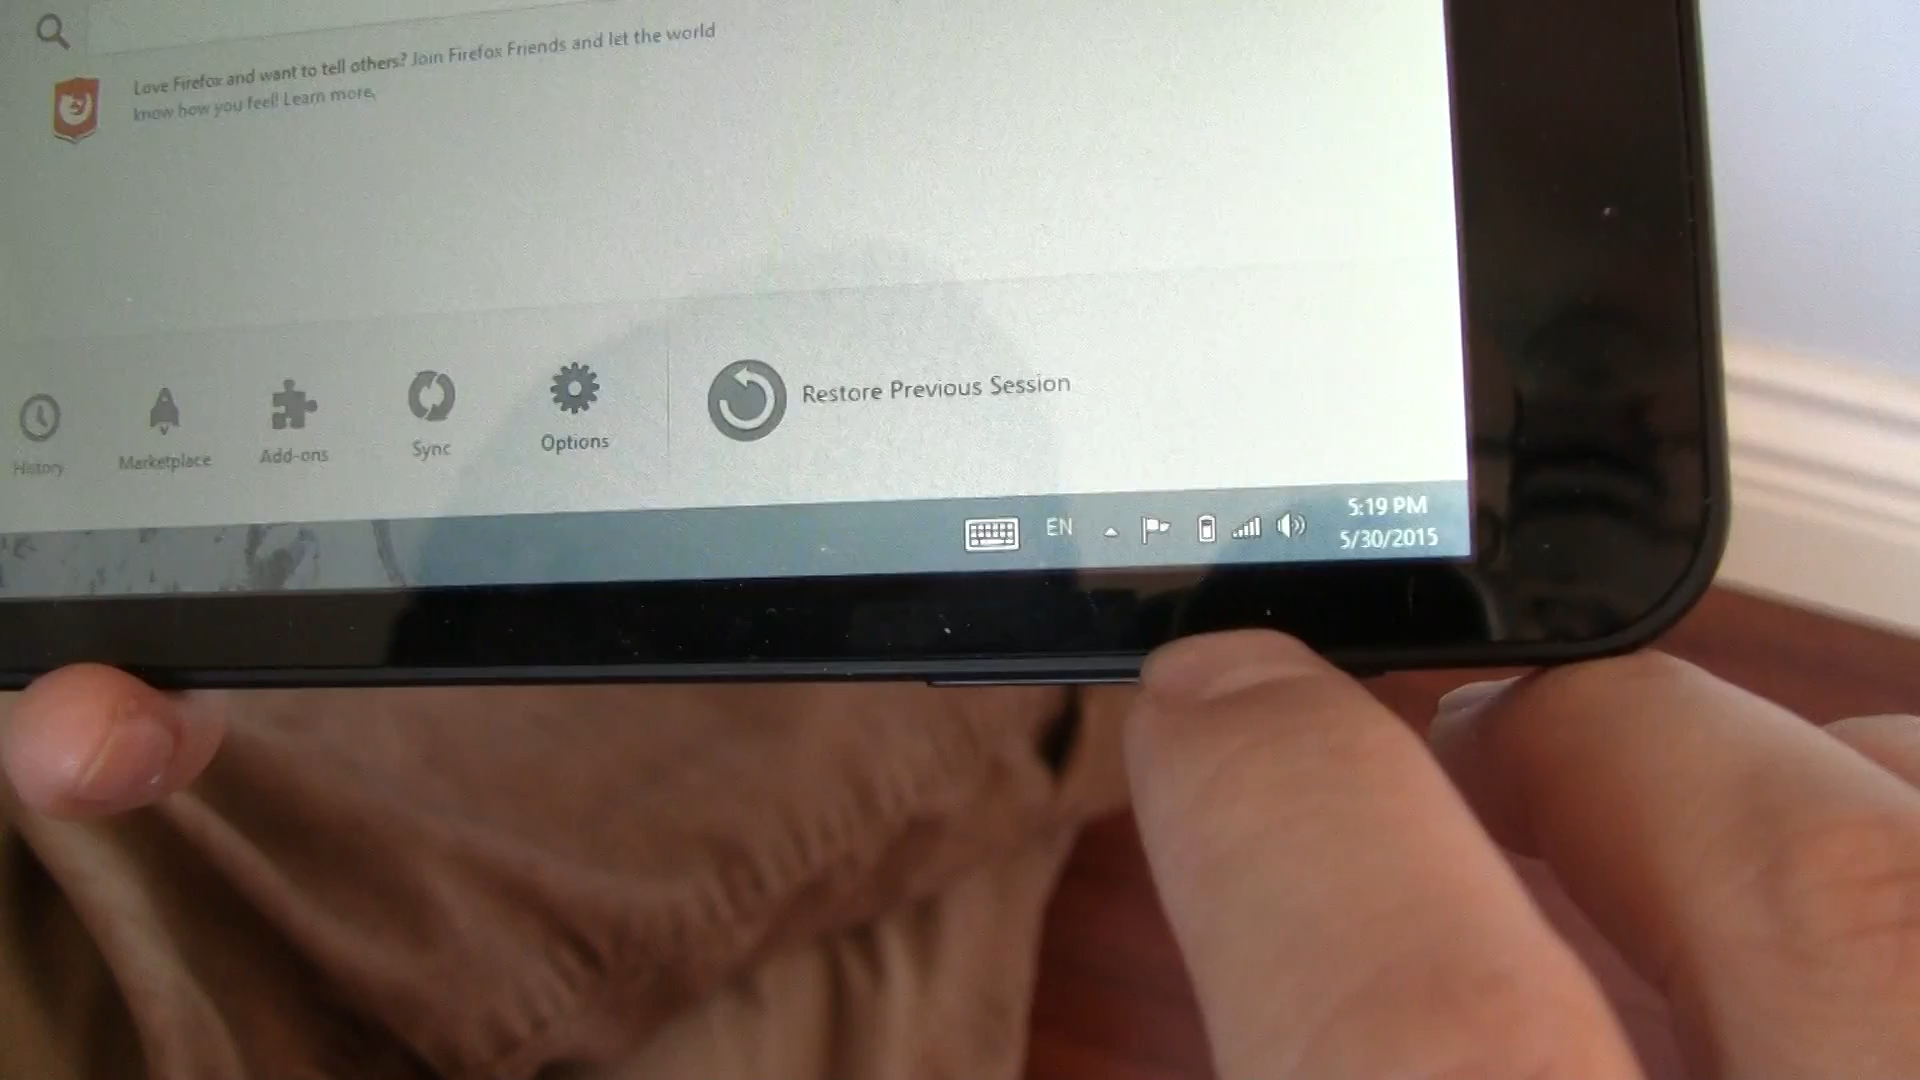 Love Firefox and want to tell others? Join Firefox Friends and let the world
know how you feel! Learn more.
History
Marketplace
Add-ons
Sync
Options
Restore Previous Session
EN
5:19 PM
5/30/2015